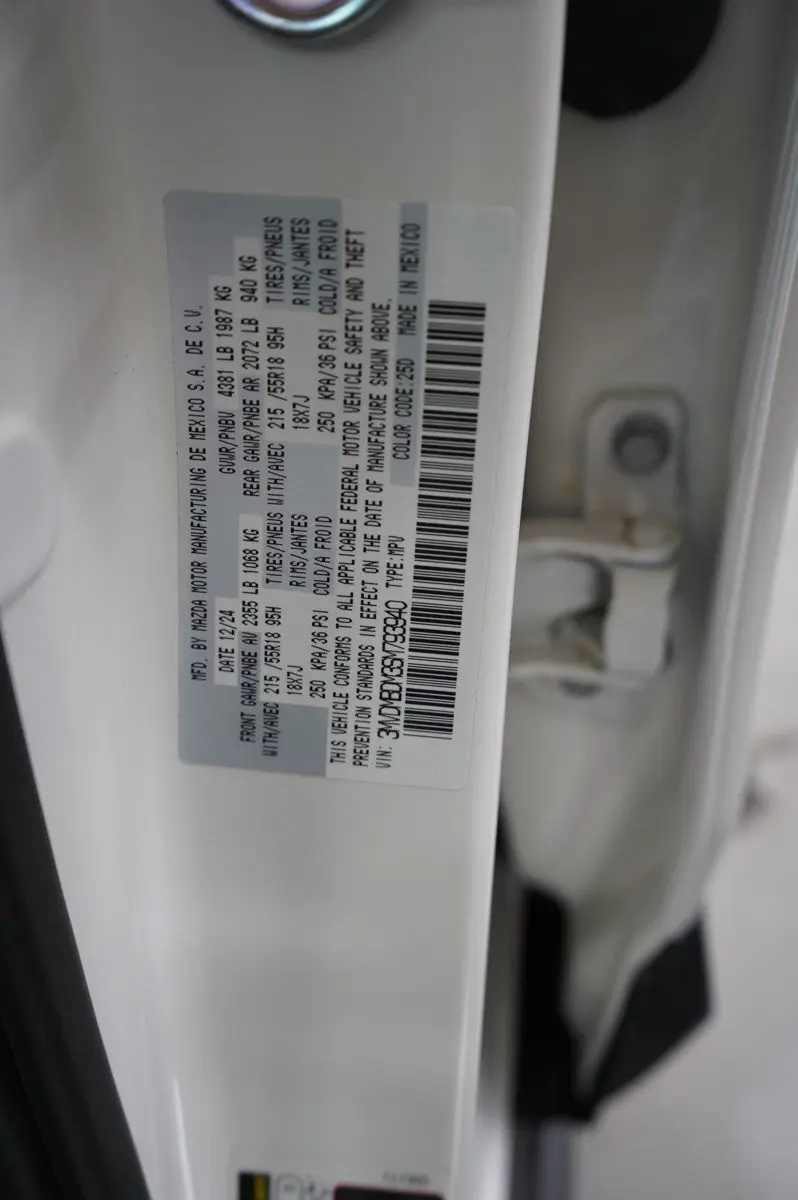 MFD. BY MAZDA MOTOR MANUFACTURING DE MEXICO S.A. DE C.V.
DATE 12/24 GVWR/PNBV 4381 LB 1987 KG
FRONT GAWR/PNBE AV 2355 LB 1068 KG REAR GAWR/PNBE AR 2072 LB 940 KG
WITH/AVEC 215 /55R18 95H TIRES/PNEUS WITH/AVEC 215 /55R18 95H TIRES/PNEUS
18X7J RIMS/JANTES 18X7J RIMS/JANTES
250 KPA/36 PSI COLD/A FROID 250 KPA/36 PSI COLD/A FROID
THIS VEHICLE CONFORMS TO ALL APPLICABLE FEDERAL MOTOR VEHICLE SAFETY AND THEFT
PREVENTION STANDARDS IN EFFECT ON THE DATE OF MANUFACTURE SHOWN ABOVE.
VIN: 3MVDMBDM3SM793940 TYPE:MPV COLOR CODE:25D MADE IN MEXICO